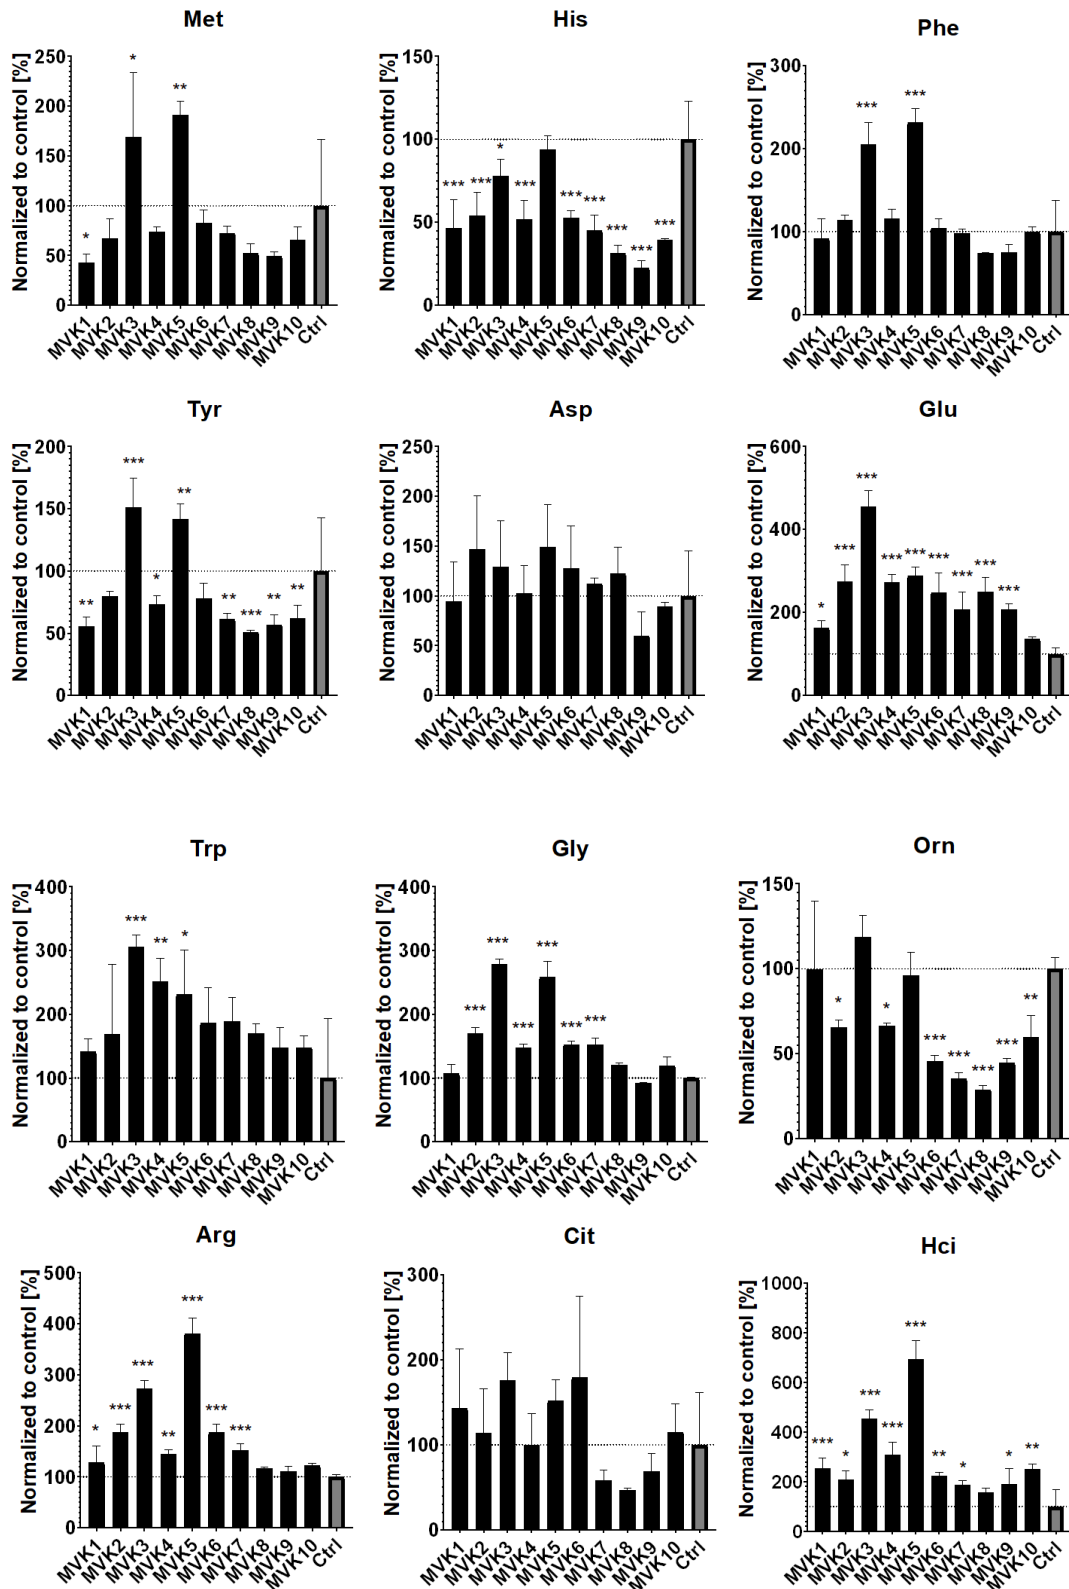 Met
Normalized to control [%]
250
200
150
100
50
0
* * **
MVK1 MVK2 MVK3 MVK4 MVK5 MVK6 MVK7 MVK8 MVK9 MVK10 Ctrl
His
Normalized to control [%]
150
100
50
0
*** *** * *** *** *** *** *** ***
MVK1 MVK2 MVK3 MVK4 MVK5 MVK6 MVK7 MVK8 MVK9 MVK10 Ctrl
Phe
Normalized to control [%]
300
200
100
0
*** ***
MVK1 MVK2 MVK3 MVK4 MVK5 MVK6 MVK7 MVK8 MVK9 MVK10 Ctrl
Tyr
Normalized to control [%]
200
150
100
50
0
** *** * ** ** *** ** **
MVK1 MVK2 MVK3 MVK4 MVK5 MVK6 MVK7 MVK8 MVK9 MVK10 Ctrl
Asp
Normalized to control [%]
250
200
150
100
50
0
MVK1 MVK2 MVK3 MVK4 MVK5 MVK6 MVK7 MVK8 MVK9 MVK10 Ctrl
Glu
Normalized to control [%]
600
400
200
0
* *** *** *** *** *** *** *** ***
MVK1 MVK2 MVK3 MVK4 MVK5 MVK6 MVK7 MVK8 MVK9 MVK10 Ctrl
Trp
Normalized to control [%]
400
300
200
100
0
*** ** *
MVK1 MVK2 MVK3 MVK4 MVK5 MVK6 MVK7 MVK8 MVK9 MVK10 Ctrl
Gly
Normalized to control [%]
400
300
200
100
0
*** *** *** *** *** ***
MVK1 MVK2 MVK3 MVK4 MVK5 MVK6 MVK7 MVK8 MVK9 MVK10 Ctrl
Orn
Normalized to control [%]
150
100
50
0
* * *** *** *** *** **
MVK1 MVK2 MVK3 MVK4 MVK5 MVK6 MVK7 MVK8 MVK9 MVK10 Ctrl
Arg
Normalized to control [%]
500
400
300
200
100
0
* *** *** ** *** *** ***
MVK1 MVK2 MVK3 MVK4 MVK5 MVK6 MVK7 MVK8 MVK9 MVK10 Ctrl
Cit
Normalized to control [%]
300
200
100
0
MVK1 MVK2 MVK3 MVK4 MVK5 MVK6 MVK7 MVK8 MVK9 MVK10 Ctrl
Hci
Normalized to control [%]
1000
800
600
400
200
0
*** * *** *** *** ** * * **
MVK1 MVK2 MVK3 MVK4 MVK5 MVK6 MVK7 MVK8 MVK9 MVK10 Ctrl